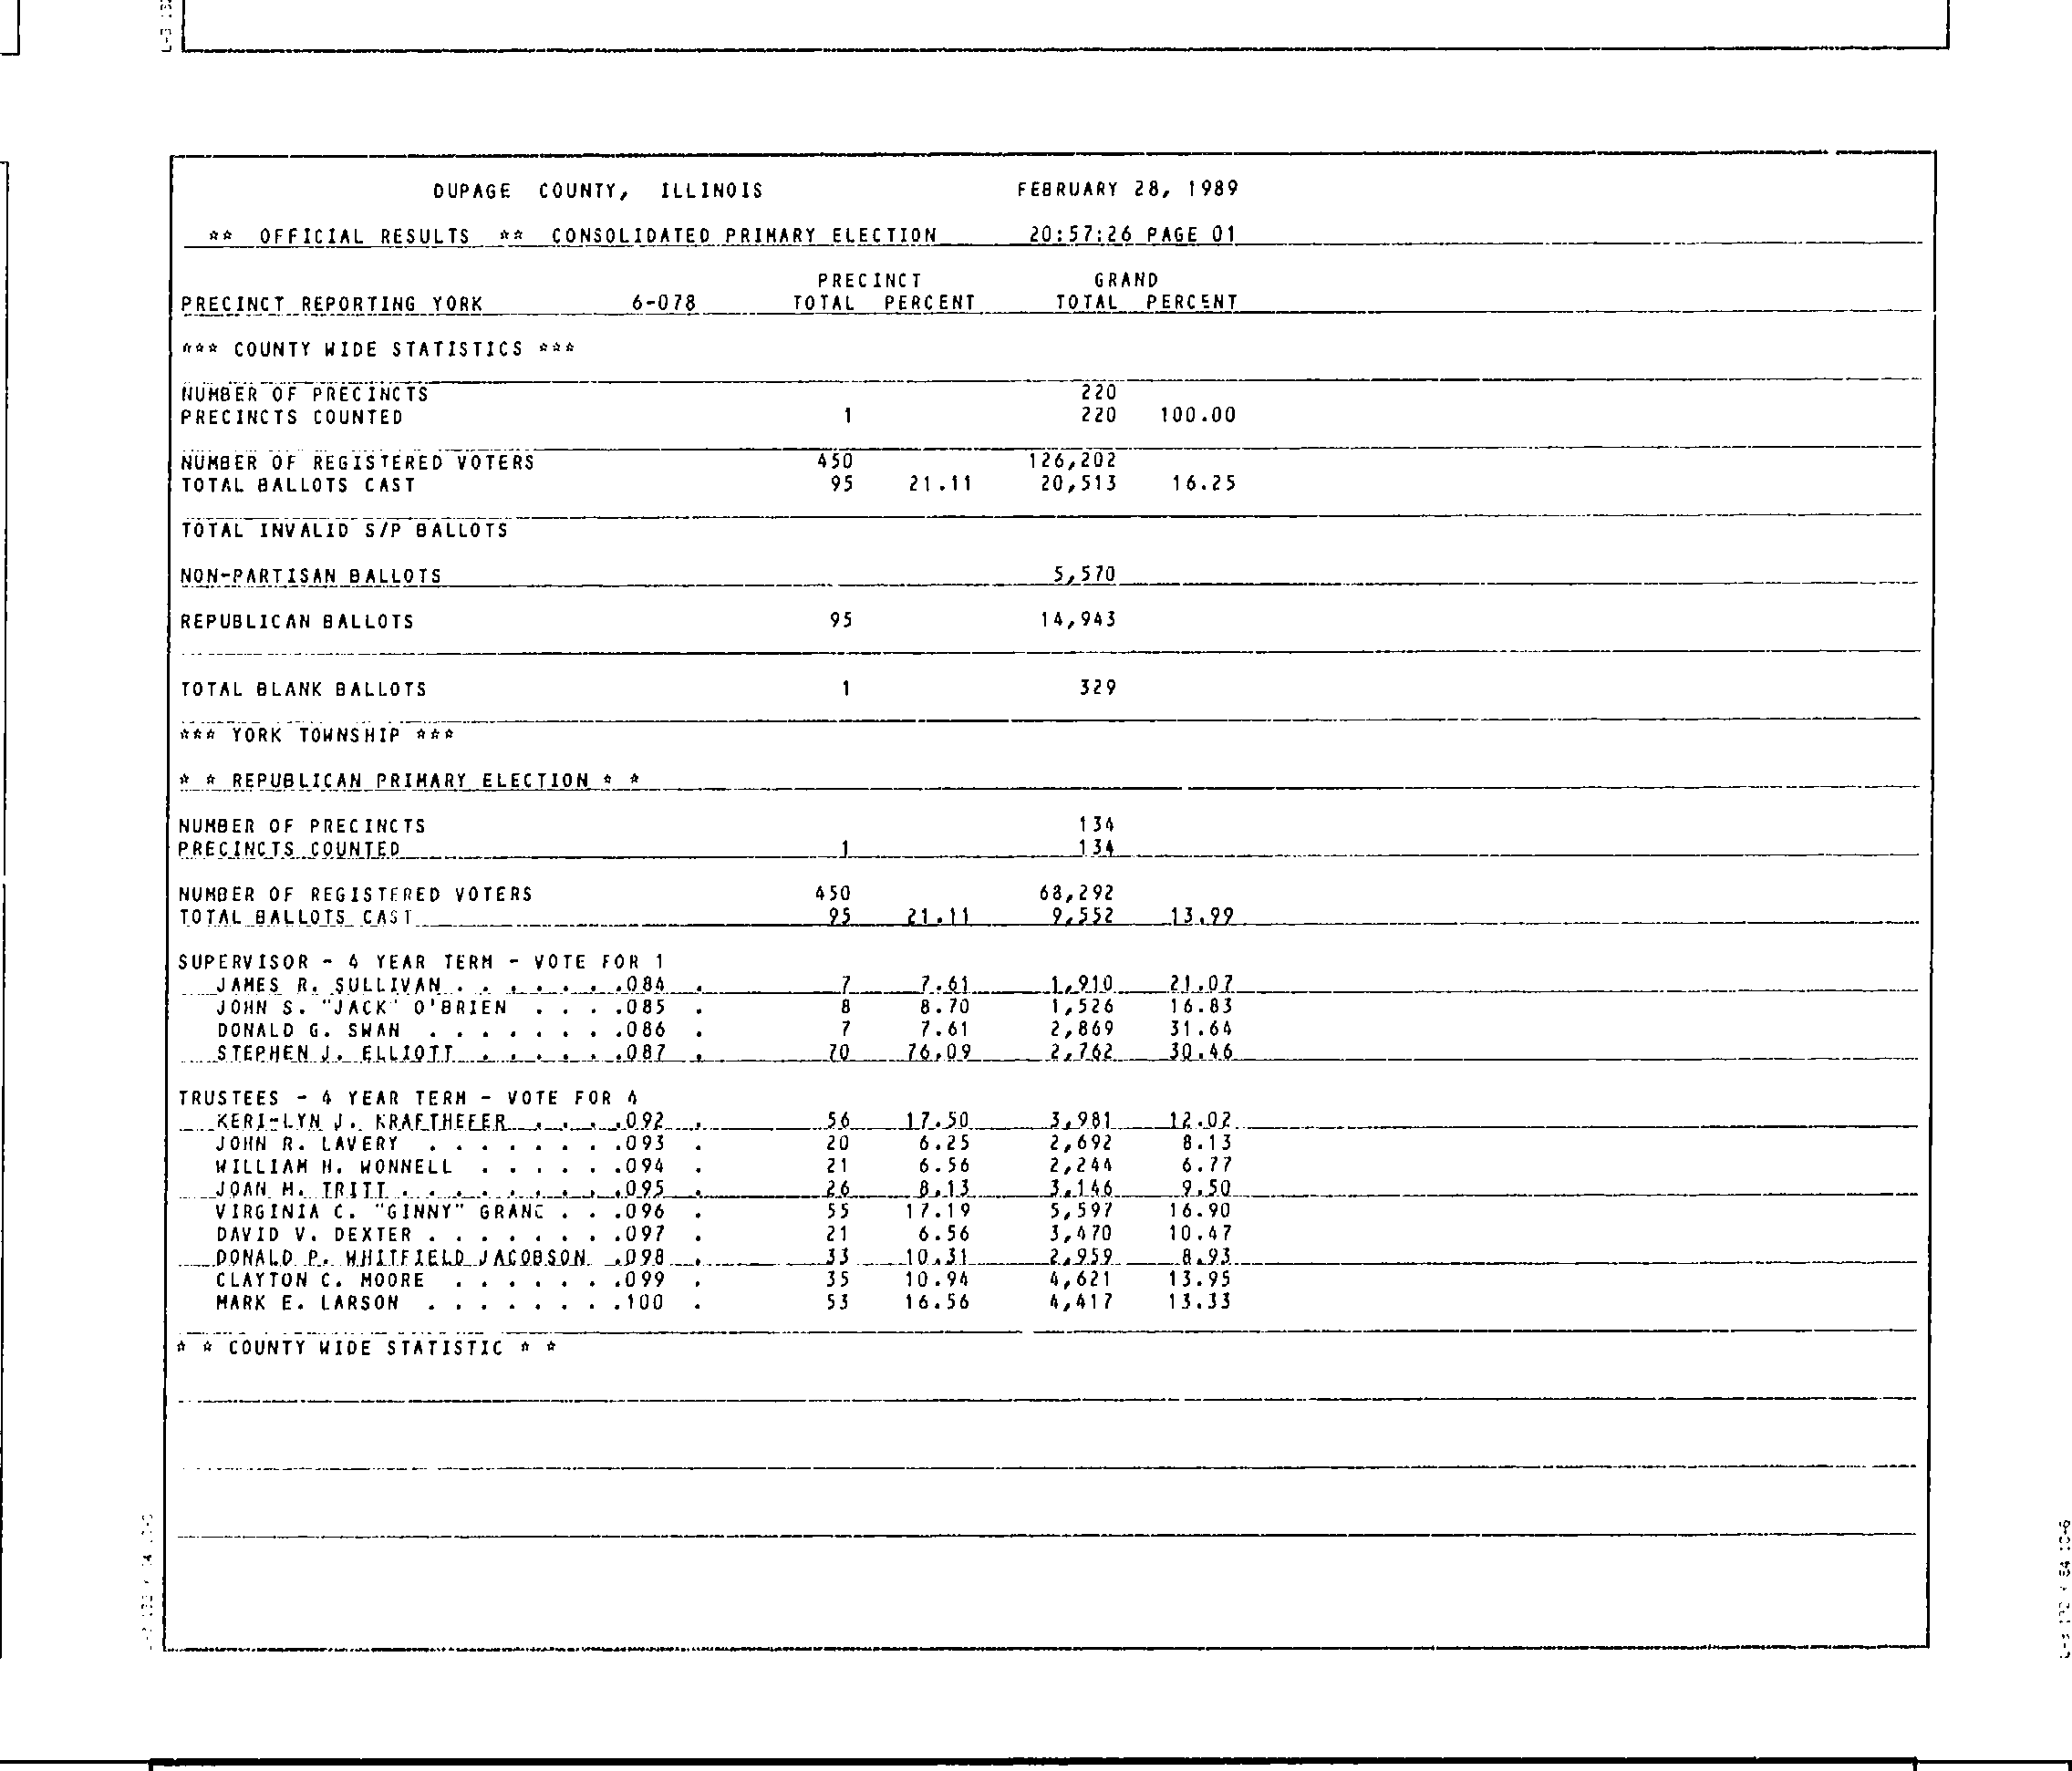 DUPAGE COUNTY, ILLINOIS FEBRUARY 28, 1989
** OFFICIAL RESULTS ** CONSOLIDATED PRIMARY ELECTION 20:57:26 PAGE 01
PRECINCT GRAND
PRECINCT REPORTING YORK 6-078 TOTAL PERCENT TOTAL PERCENT
*** COUNTY WIDE STATISTICS ***
NUMBER OF PRECINCTS 220
PRECINCTS COUNTED 1 220 100.00
NUMBER OF REGISTERED VOTERS 450 126,202
TOTAL BALLOTS CAST 95 21.11 20,513 16.25
TOTAL INVALID S/P BALLOTS
NON-PARTISAN BALLOTS 5,570
REPUBLICAN BALLOTS 95 14,943
TOTAL BLANK BALLOTS 1 329
*** YORK TOWNSHIP ***
* * REPUBLICAN PRIMARY ELECTION * *
NUMBER OF PRECINCTS 134
PRECINCTS COUNTED 1 134
NUMBER OF REGISTERED VOTERS 450 68,292
TOTAL BALLOTS CAST 95 21.11 9,552 13.99
SUPERVISOR - 4 YEAR TERM - VOTE FOR 1
JAMES R. SULLIVAN . . . . . . .084 . 7 7.61 1,910 21.07
JOHN S. "JACK" O'BRIEN . . . .085 . 8 8.70 1,526 16.83
DONALD G. SWAN . . . . . . . .086 . 7 7.61 2,869 31.64
STEPHEN J. ELLIOTT . . . . . .087 . 70 76.09 2,762 30.46
TRUSTEES - 4 YEAR TERM - VOTE FOR 4
KERI-LYN J. KRAFTHEFER . . . .092 . 56 17.50 3,981 12.02
JOHN R. LAVERY . . . . . . . .093 . 20 6.25 2,692 8.13
WILLIAM H. WONNELL . . . . . .094 . 21 6.56 2,244 6.77
JOAN M. TRITT . . . . . . . . .095 . 26 8.13 3,146 9.50
VIRGINIA C. "GINNY" GRANC . . .096 . 55 17.19 5,597 16.90
DAVID V. DEXTER . . . . . . . .097 . 21 6.56 3,470 10.47
DONALD P. WHITFIELD JACOBSON .098 . 33 10.31 2,959 8.93
CLAYTON C. MOORE . . . . . . .099 . 35 10.94 4,621 13.95
MARK E. LARSON . . . . . . . .100 . 53 16.56 4,417 13.33
* * COUNTY WIDE STATISTIC * *